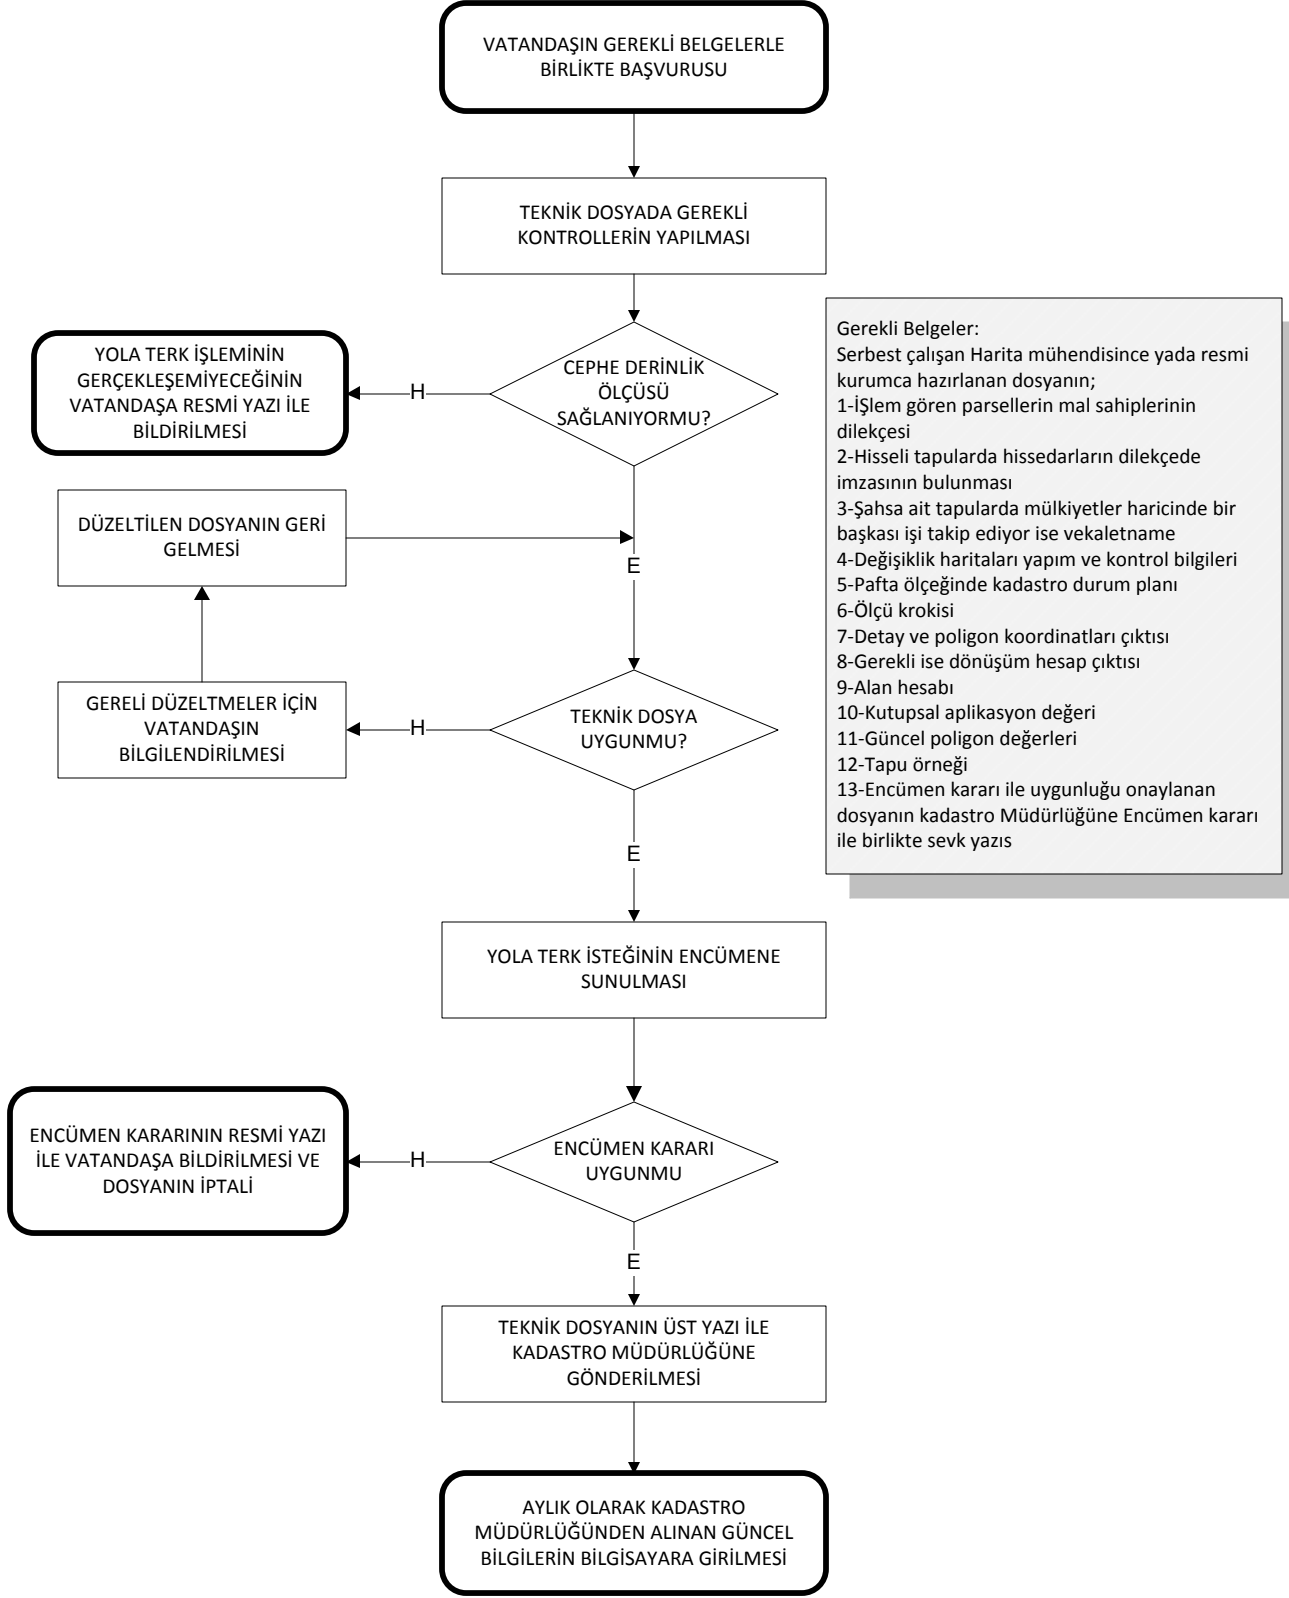 VATANDAŞIN GEREKLİ BELGELERLE
BİRLİKTE BAŞVURUSU
TEKNİK DOSYADA GEREKLİ
KONTROLLERİN YAPILMASI
CEPHE DERİNLİK
ÖLÇÜSÜ
SAĞLANIYORMU?
H
YOLA TERK İŞLEMİNİN
GERÇEKLEŞEMİYECEĞİNİN
VATANDAŞA RESMİ YAZI İLE
BİLDİRİLMESİ
Gerekli Belgeler:
Serbest çalışan Harita mühendisince yada resmi
kurumca hazırlanan dosyanın;
1-İŞlem gören parsellerin mal sahiplerinin
dilekçesi
2-Hisseli tapularda hissedarların dilekçede
imzasının bulunması
3-Şahsa ait tapularda mülkiyetler haricinde bir
başkası işi takip ediyor ise vekaletname
4-Değişiklik haritaları yapım ve kontrol bilgileri
5-Pafta ölçeğinde kadastro durum planı
6-Ölçü krokisi
7-Detay ve poligon koordinatları çıktısı
8-Gerekli ise dönüşüm hesap çıktısı
9-Alan hesabı
10-Kutupsal aplikasyon değeri
11-Güncel poligon değerleri
12-Tapu örneği
13-Encümen kararı ile uygunluğu onaylanan
dosyanın kadastro Müdürlüğüne Encümen kararı
ile birlikte sevk yazıs
DÜZELTİLEN DOSYANIN GERİ
GELMESİ
E
TEKNİK DOSYA
UYGUNMU?
H
GERELİ DÜZELTMELER İÇİN
VATANDAŞIN
BİLGİLENDİRİLMESİ
E
YOLA TERK İSTEĞİNİN ENCÜMENE
SUNULMASI
ENCÜMEN KARARI
UYGUNMU
H
ENCÜMEN KARARININ RESMİ YAZI
İLE VATANDAŞA BİLDİRİLMESİ VE
DOSYANIN İPTALİ
E
TEKNİK DOSYANIN ÜST YAZI İLE
KADASTRO MÜDÜRLÜĞÜNE
GÖNDERİLMESİ
AYLIK OLARAK KADASTRO
MÜDÜRLÜĞÜNDEN ALINAN GÜNCEL
BİLGİLERİN BİLGİSAYARA GİRİLMESİ